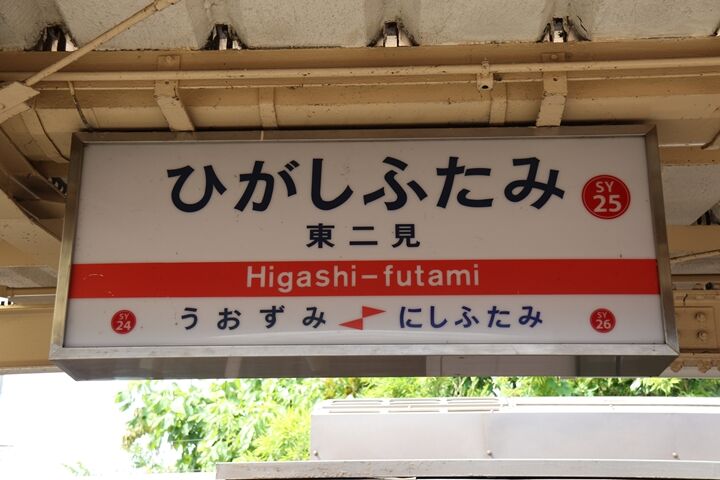 ひがしふたみ SY 25
東二見
Higashi-futami
SY 24 うおずみ にしふたみ SY 26